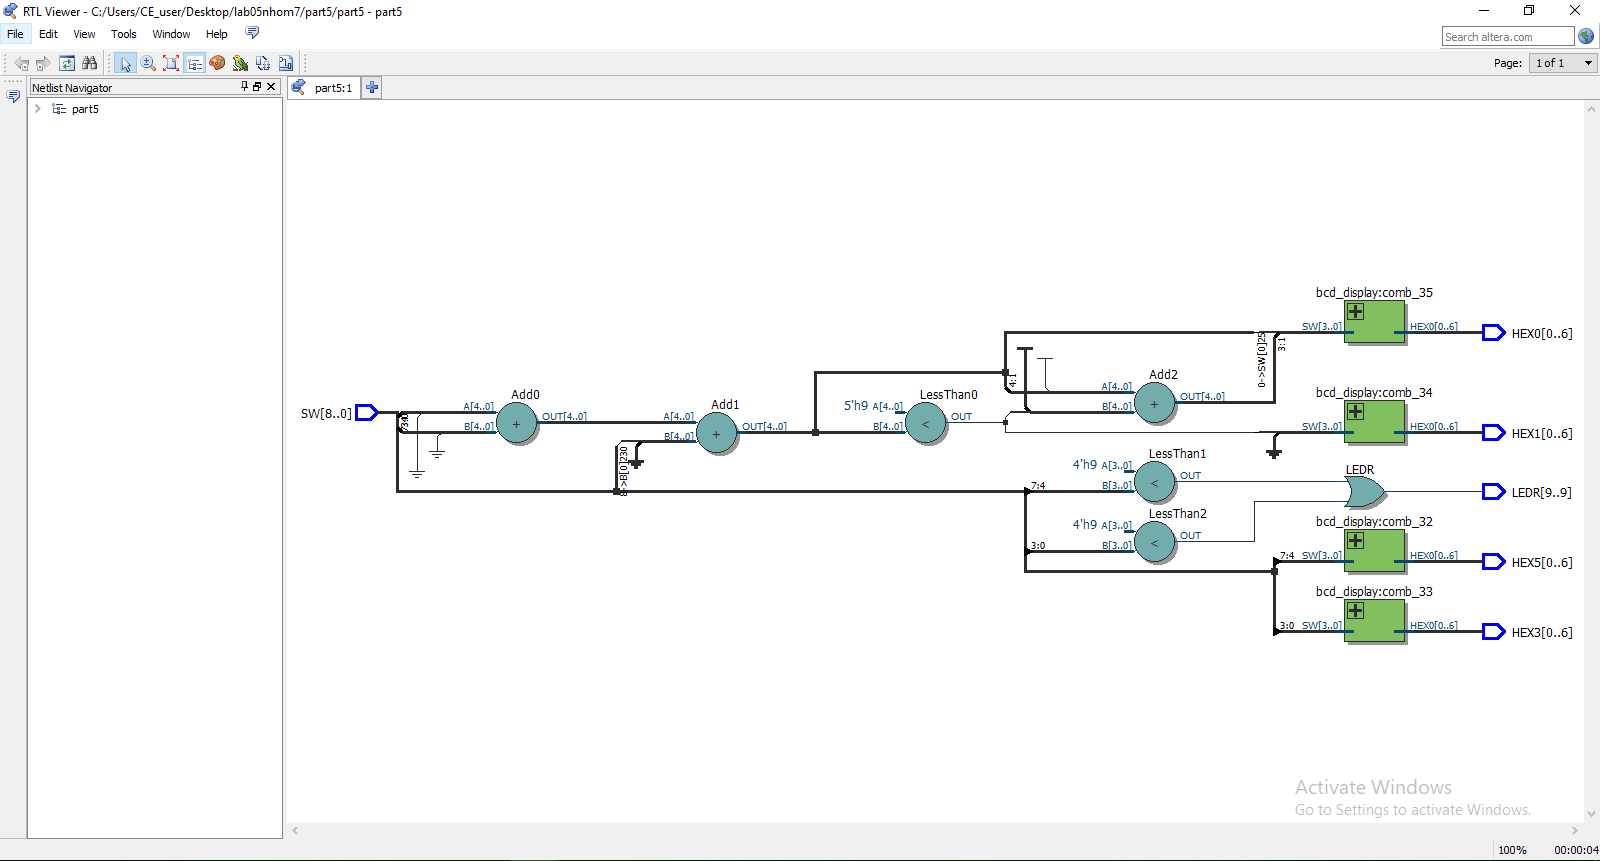 RTL Viewer - C:/Users/CE_user/Desktop/lab05nhom7/part5/part5 - part5
File Edit View Tools Window Help
Search altera.com
Page: 1 of 1
Netlist Navigator
part5:1
part5
bcd_display:comb_35
SW[3..0] HEX0[0..6]
HEX0[0..6]
0->SW[0]25
3:1
4:1
Add2
A[4..0]
B[4..0]
OUT[4..0]
bcd_display:comb_34
SW[3..0] HEX0[0..6]
HEX1[0..6]
SW[8..0]
Add0
A[4..0]
B[4..0]
OUT[4..0]
Add1
A[4..0]
B[4..0]
OUT[4..0]
8->B[0]230
LessThan0
5'h9 A[4..0]
B[4..0]
OUT
LessThan1
4'h9 A[3..0]
7:4 B[3..0]
OUT
LEDR
LEDR[9..9]
LessThan2
4'h9 A[3..0]
3:0 B[3..0]
OUT
bcd_display:comb_32
7:4 SW[3..0] HEX0[0..6]
HEX5[0..6]
bcd_display:comb_33
3:0 SW[3..0] HEX0[0..6]
HEX3[0..6]
Activate Windows
Go to Settings to activate Windows.
100% 00:00:04